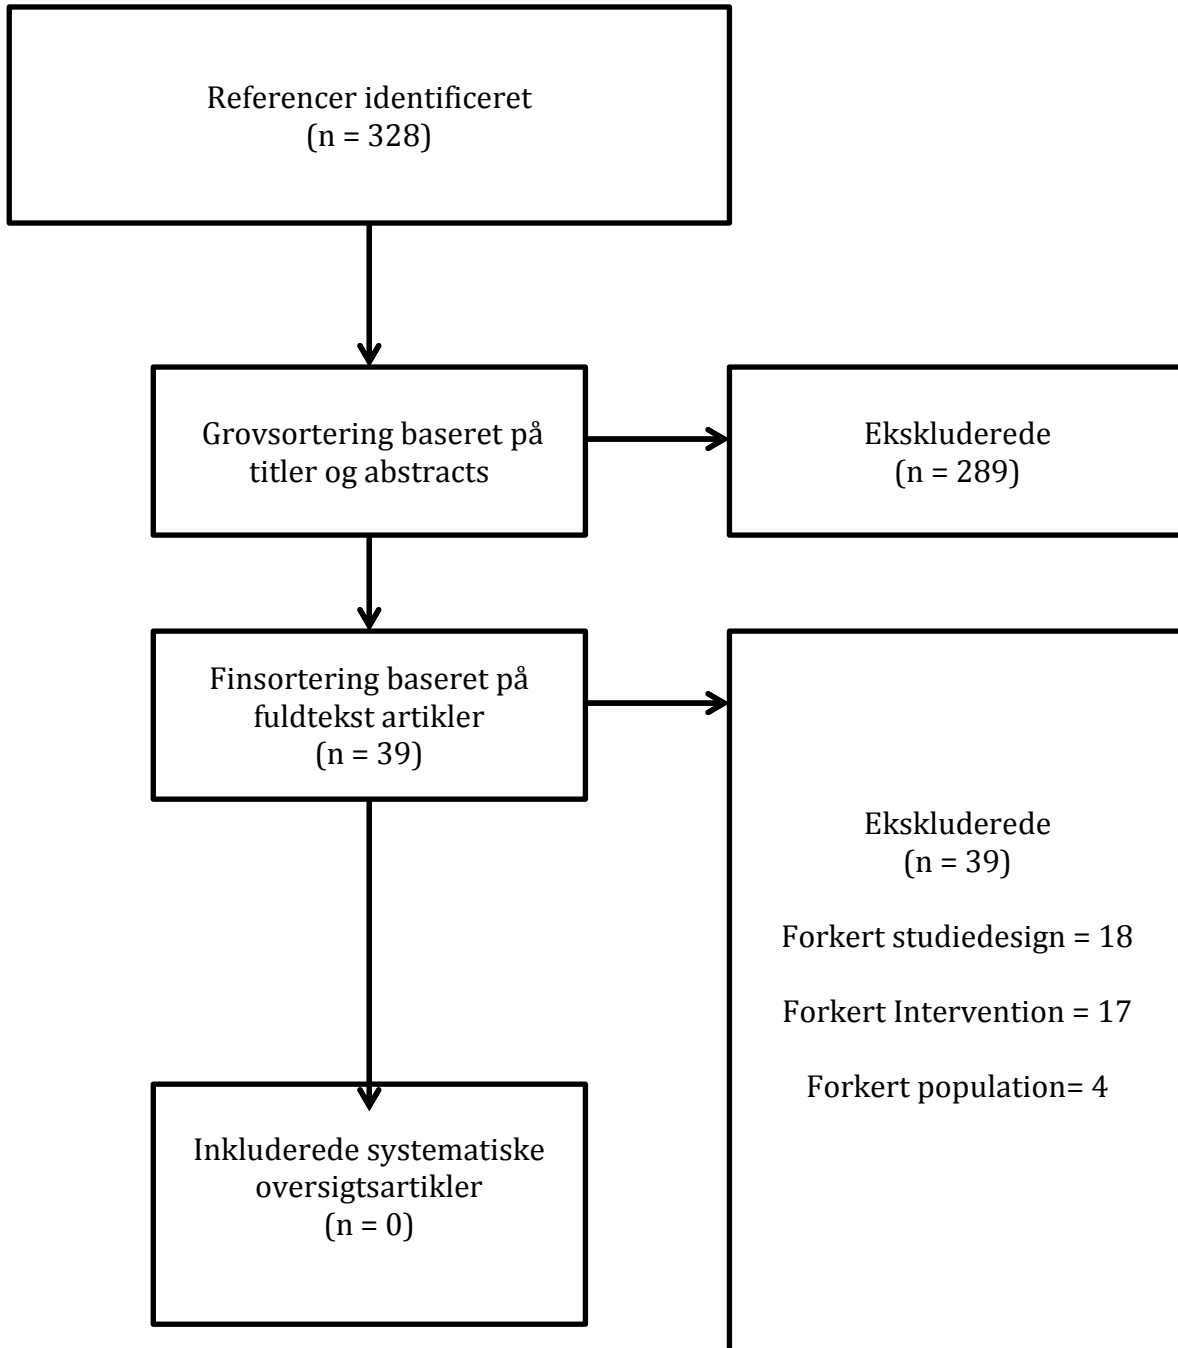 Referencer identificeret
(n = 328)
Grovsortering baseret på
titler og abstracts
Ekskluderede
(n = 289)
Finsortering baseret på
fuldtekst artikler
(n = 39)
Ekskluderede
(n = 39)
Forkert studiedesign = 18
Forkert Intervention = 17
Forkert population= 4
Inkluderede systematiske
oversigtsartikler
(n = 0)